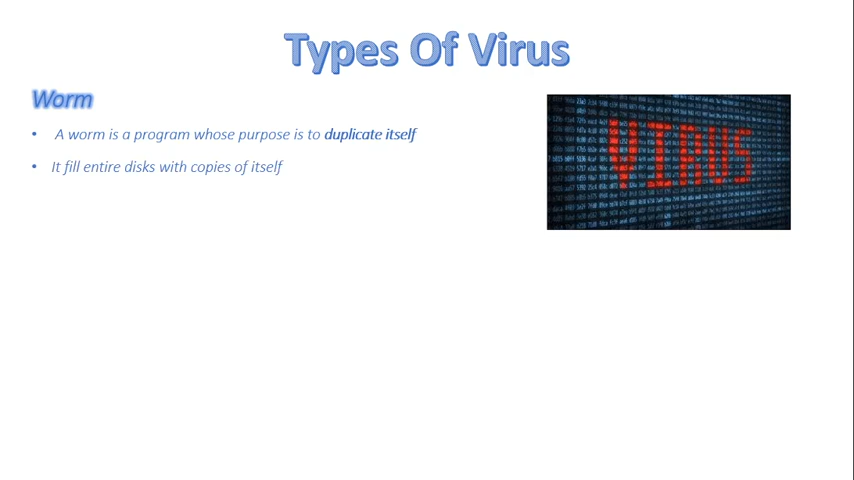 Types Of Virus
Worm
• A worm is a program whose purpose is to duplicate itself
• It fill entire disks with copies of itself
VIRUS